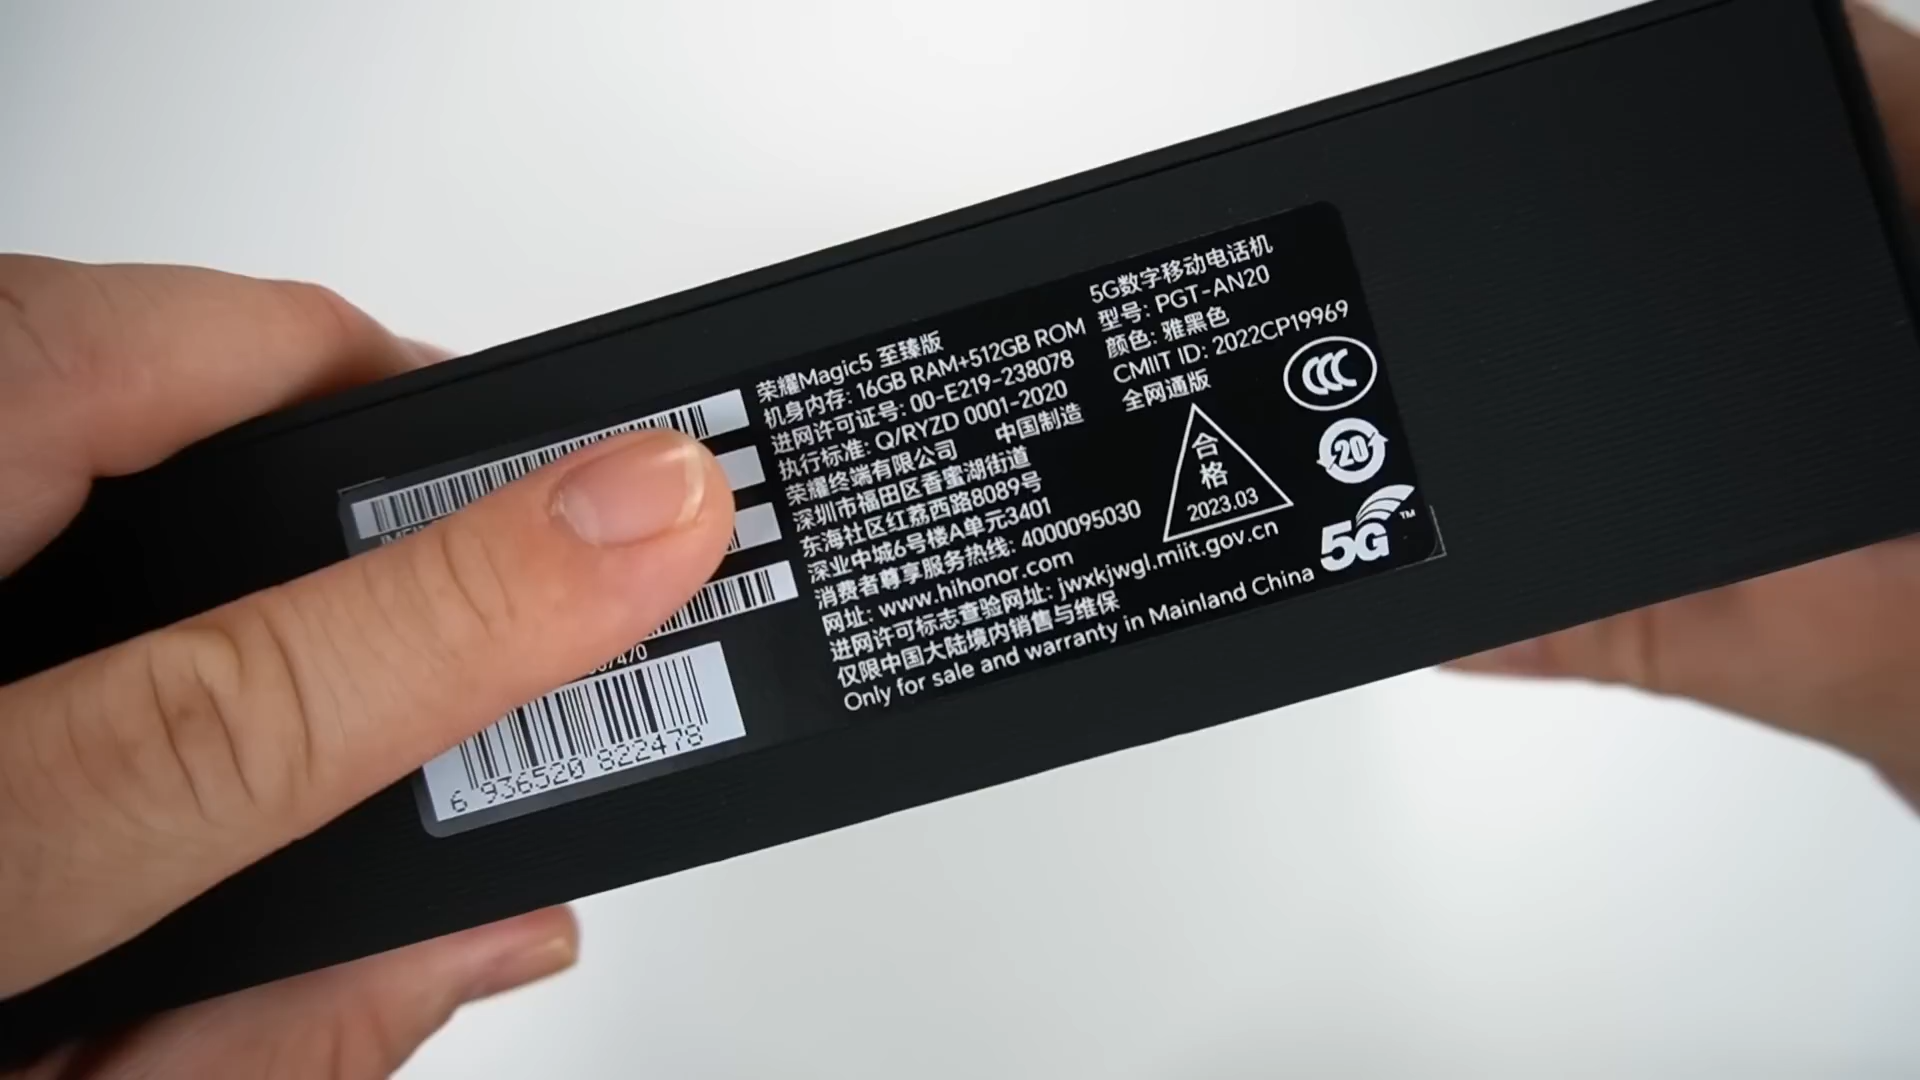 荣耀Magic5 至臻版
机身内存: 16GB RAM+512GB ROM
进网许可证号: 00-E219-238078
执行标准: Q/RYZD 0001-2020
荣耀终端有限公司 中国制造
深圳市福田区香蜜湖街道
东海社区红荔西路8089号
深业中城6号楼A单元3401
消费者尊享服务热线: 4000095030
网址: www.hihonor.com
进网许可标志查验网址: jwxkjwgl.miit.gov.cn
仅限中国大陆境内销售与维保
Only for sale and warranty in Mainland China
5G数字移动电话机
型号: PGT-AN20
颜色: 雅黑色
CMIIT ID: 2022CP19969
全网通版
合
格
2023.03
CCC
20
5G™
6 936520 822478